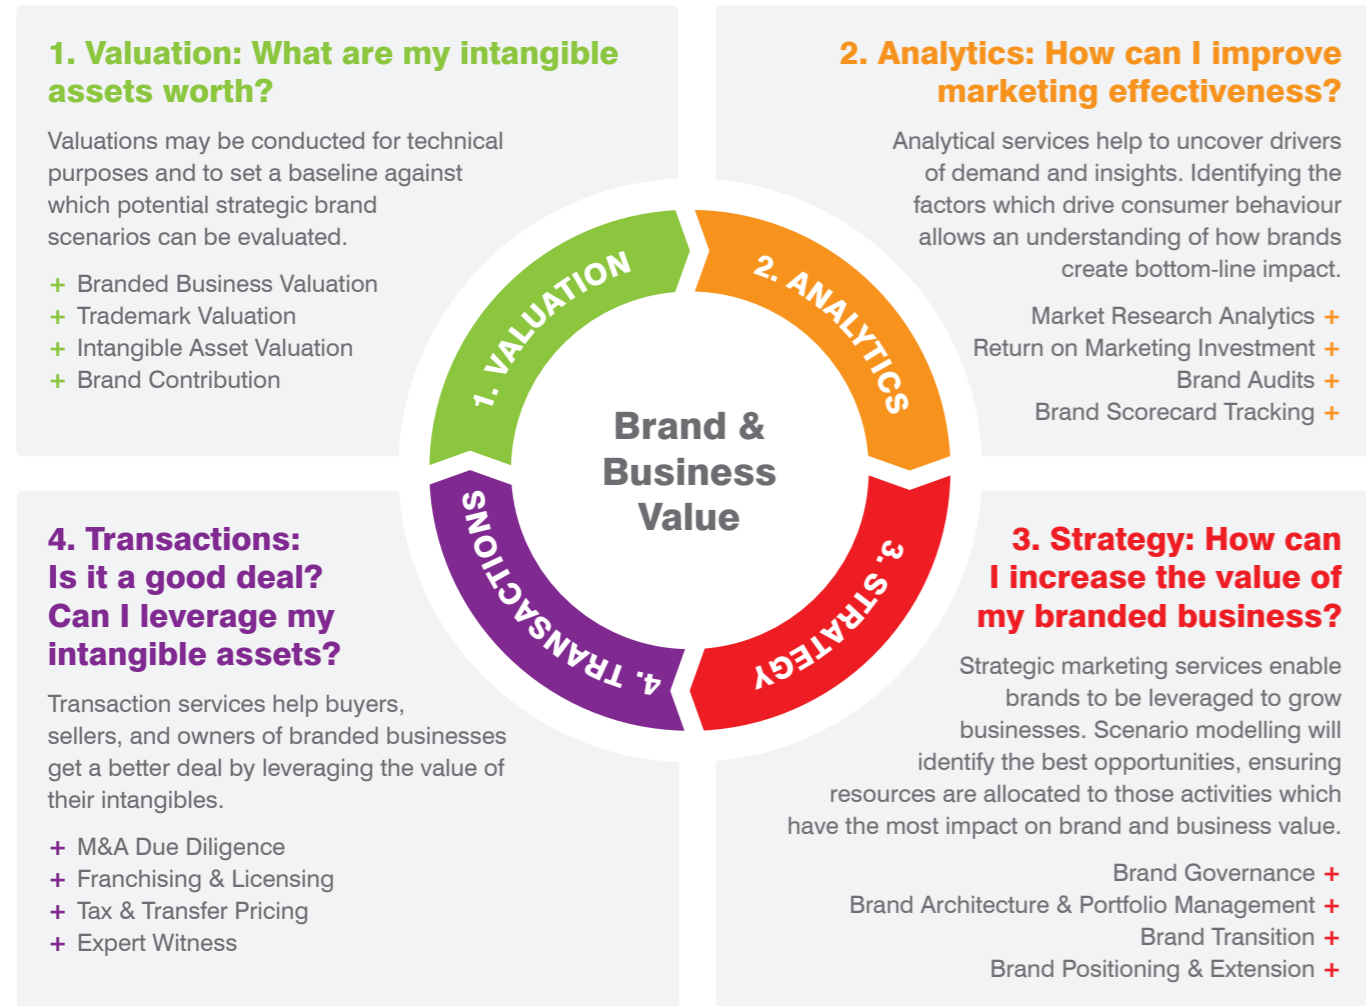 1. Valuation: What are my intangible
assets worth?
Valuations may be conducted for technical
purposes and to set a baseline against
which potential strategic brand
scenarios can be evaluated.
+ Branded Business Valuation
+ Trademark Valuation
+ Intangible Asset Valuation
+ Brand Contribution
2. Analytics: How can I improve
marketing effectiveness?
Analytical services help to uncover drivers
of demand and insights. Identifying the
factors which drive consumer behaviour
allows an understanding of how brands
create bottom-line impact.
Market Research Analytics +
Return on Marketing Investment +
Brand Audits +
Brand Scorecard Tracking +
1. VALUATION
2. ANALYTICS
3. STRATEGY
4. TRANSACTIONS
Brand &
Business
Value
4. Transactions:
Is it a good deal?
Can I leverage my
intangible assets?
Transaction services help buyers,
sellers, and owners of branded businesses
get a better deal by leveraging the value of
their intangibles.
+ M&A Due Diligence
+ Franchising & Licensing
+ Tax & Transfer Pricing
+ Expert Witness
3. Strategy: How can
I increase the value of
my branded business?
Strategic marketing services enable
brands to be leveraged to grow
businesses. Scenario modelling will
identify the best opportunities, ensuring
resources are allocated to those activities which
have the most impact on brand and business value.
Brand Governance +
Brand Architecture & Portfolio Management +
Brand Transition +
Brand Positioning & Extension +